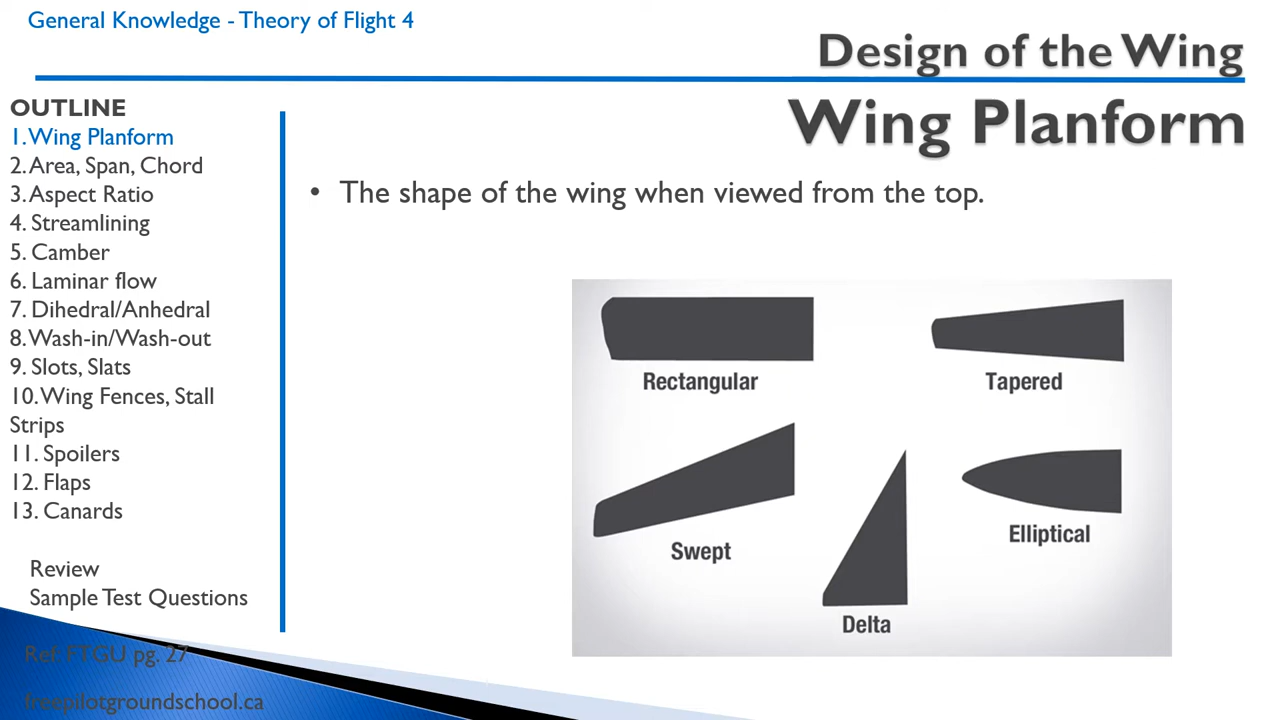 General Knowledge - Theory of Flight 4
Design of the Wing
Wing Planform
OUTLINE
1. Wing Planform
2. Area, Span, Chord
3. Aspect Ratio
4. Streamlining
5. Camber
6. Laminar flow
7. Dihedral/Anhedral
8. Wash-in/Wash-out
9. Slots, Slats
10. Wing Fences, Stall
Strips
11. Spoilers
12. Flaps
13. Canards
Review
Sample Test Questions
Ref: FTGU pg. 27
freepilotgroundschool.ca
• The shape of the wing when viewed from the top.
Rectangular
Tapered
Swept
Elliptical
Delta